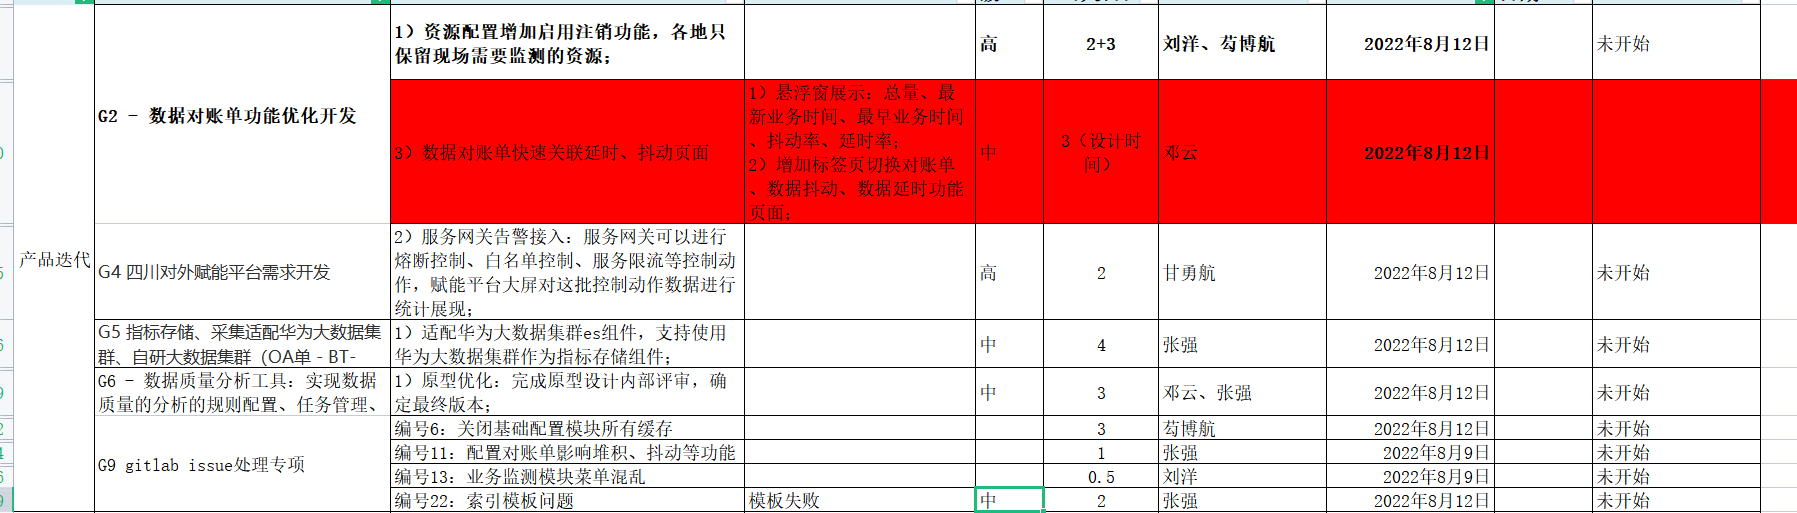 1）资源配置增加启用注销功能，各地只
保留现场需要监测的资源；
高
2+3
刘洋、苟博航
2022年8月12日
未开始
G2 - 数据对账单功能优化开发
3）数据对账单快速关联延时、抖动页面
1）悬浮窗展示：总量、最
新业务时间、最早业务时间
、抖动率、延时率；
2）增加标签页切换对账单
、数据抖动、数据延时功能
页面；
中
3（设计时
间）
邓云
2022年8月12日
产品迭代
G4 四川对外赋能平台需求开发
2）服务网关告警接入：服务网关可以进行
熔断控制、白名单控制、服务限流等控制动
作，赋能平台大屏对这批控制动作数据进行
统计展现；
高
2
甘勇航
2022年8月12日
未开始
G5 指标存储、采集适配华为大数据集
群、自研大数据集群（OA单 - BT-
1）适配华为大数据集群es组件，支持使用
华为大数据集群作为指标存储组件；
中
4
张强
2022年8月12日
未开始
G6 - 数据质量分析工具：实现数据
质量的分析的规则配置、任务管理、
1）原型优化：完成原型设计内部评审，确
定最终版本；
中
3
邓云、张强
2022年8月12日
未开始
G9 gitlab issue处理专项
编号6：关闭基础配置模块所有缓存
3
苟博航
2022年8月12日
未开始
编号11：配置对账单影响堆积、抖动等功能
1
张强
2022年8月9日
未开始
编号13：业务监测模块菜单混乱
0.5
刘洋
2022年8月9日
未开始
编号22：索引模板问题
模板失败
中
2
张强
2022年8月12日
未开始